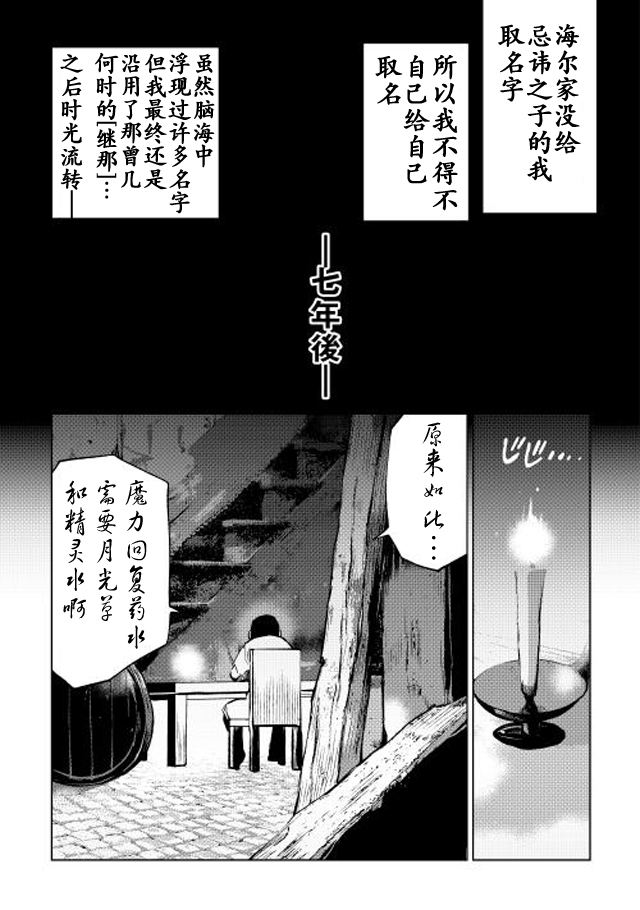 海尔家没给
忌讳之子的我
取名字
所以我不得不
自己给自己
取名
虽然脑海中
浮现过许多名字
但我最终还是
沿用了那曾几
何时的[继那]…
之后时光流转—
—七年後—
じじ….
原来如此…
魔力回复药水
需要月光草
和精灵水啊